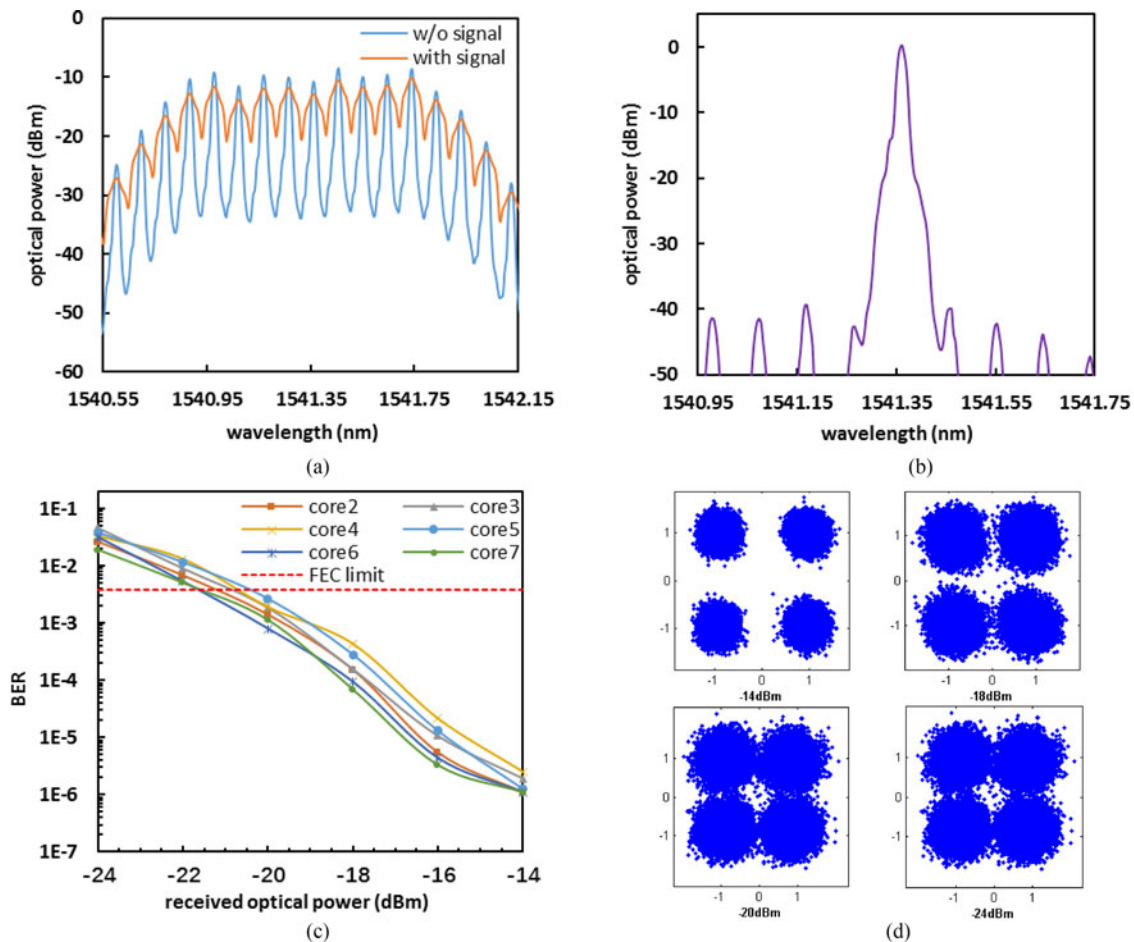 0
-10
-20
-30
-40
-50
-60
optical power (dBm)
w/o signal
with signal
1540.55 1540.95 1541.35 1541.75 1542.15
wavelength (nm)
(a)
0
-10
-20
-30
-40
-50
optical power (dBm)
1540.95 1541.15 1541.35 1541.55 1541.75
wavelength (nm)
(b)
1E-1
1E-2
1E-3
1E-4
1E-5
1E-6
1E-7
BER
core2 core3
core4 core5
core6 core7
FEC limit
-24 -22 -20 -18 -16 -14
received optical power (dBm)
(c)
1
0
-1
-1 0 1
-14dBm
1
0
-1
-1 0 1
-18dBm
1
0
-1
-1 0 1
-20dBm
1
0
-1
-1 0 1
-24dBm
(d)